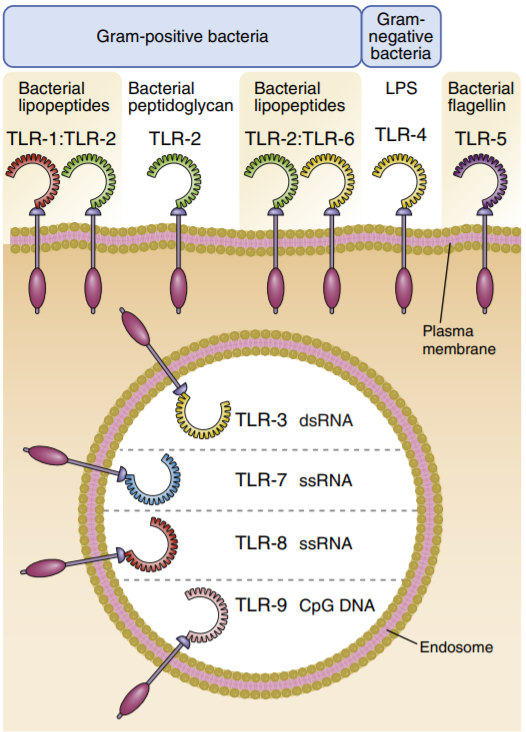 Gram-positive bacteria
Gram-
negative
bacteria
Bacterial
lipopeptides
TLR-1:TLR-2
Bacterial
peptidoglycan
TLR-2
Bacterial
lipopeptides
TLR-2:TLR-6
LPS
TLR-4
Bacterial
flagellin
TLR-5
Plasma
membrane
TLR-3 dsRNA
TLR-7 ssRNA
TLR-8 ssRNA
TLR-9 CpG DNA
Endosome